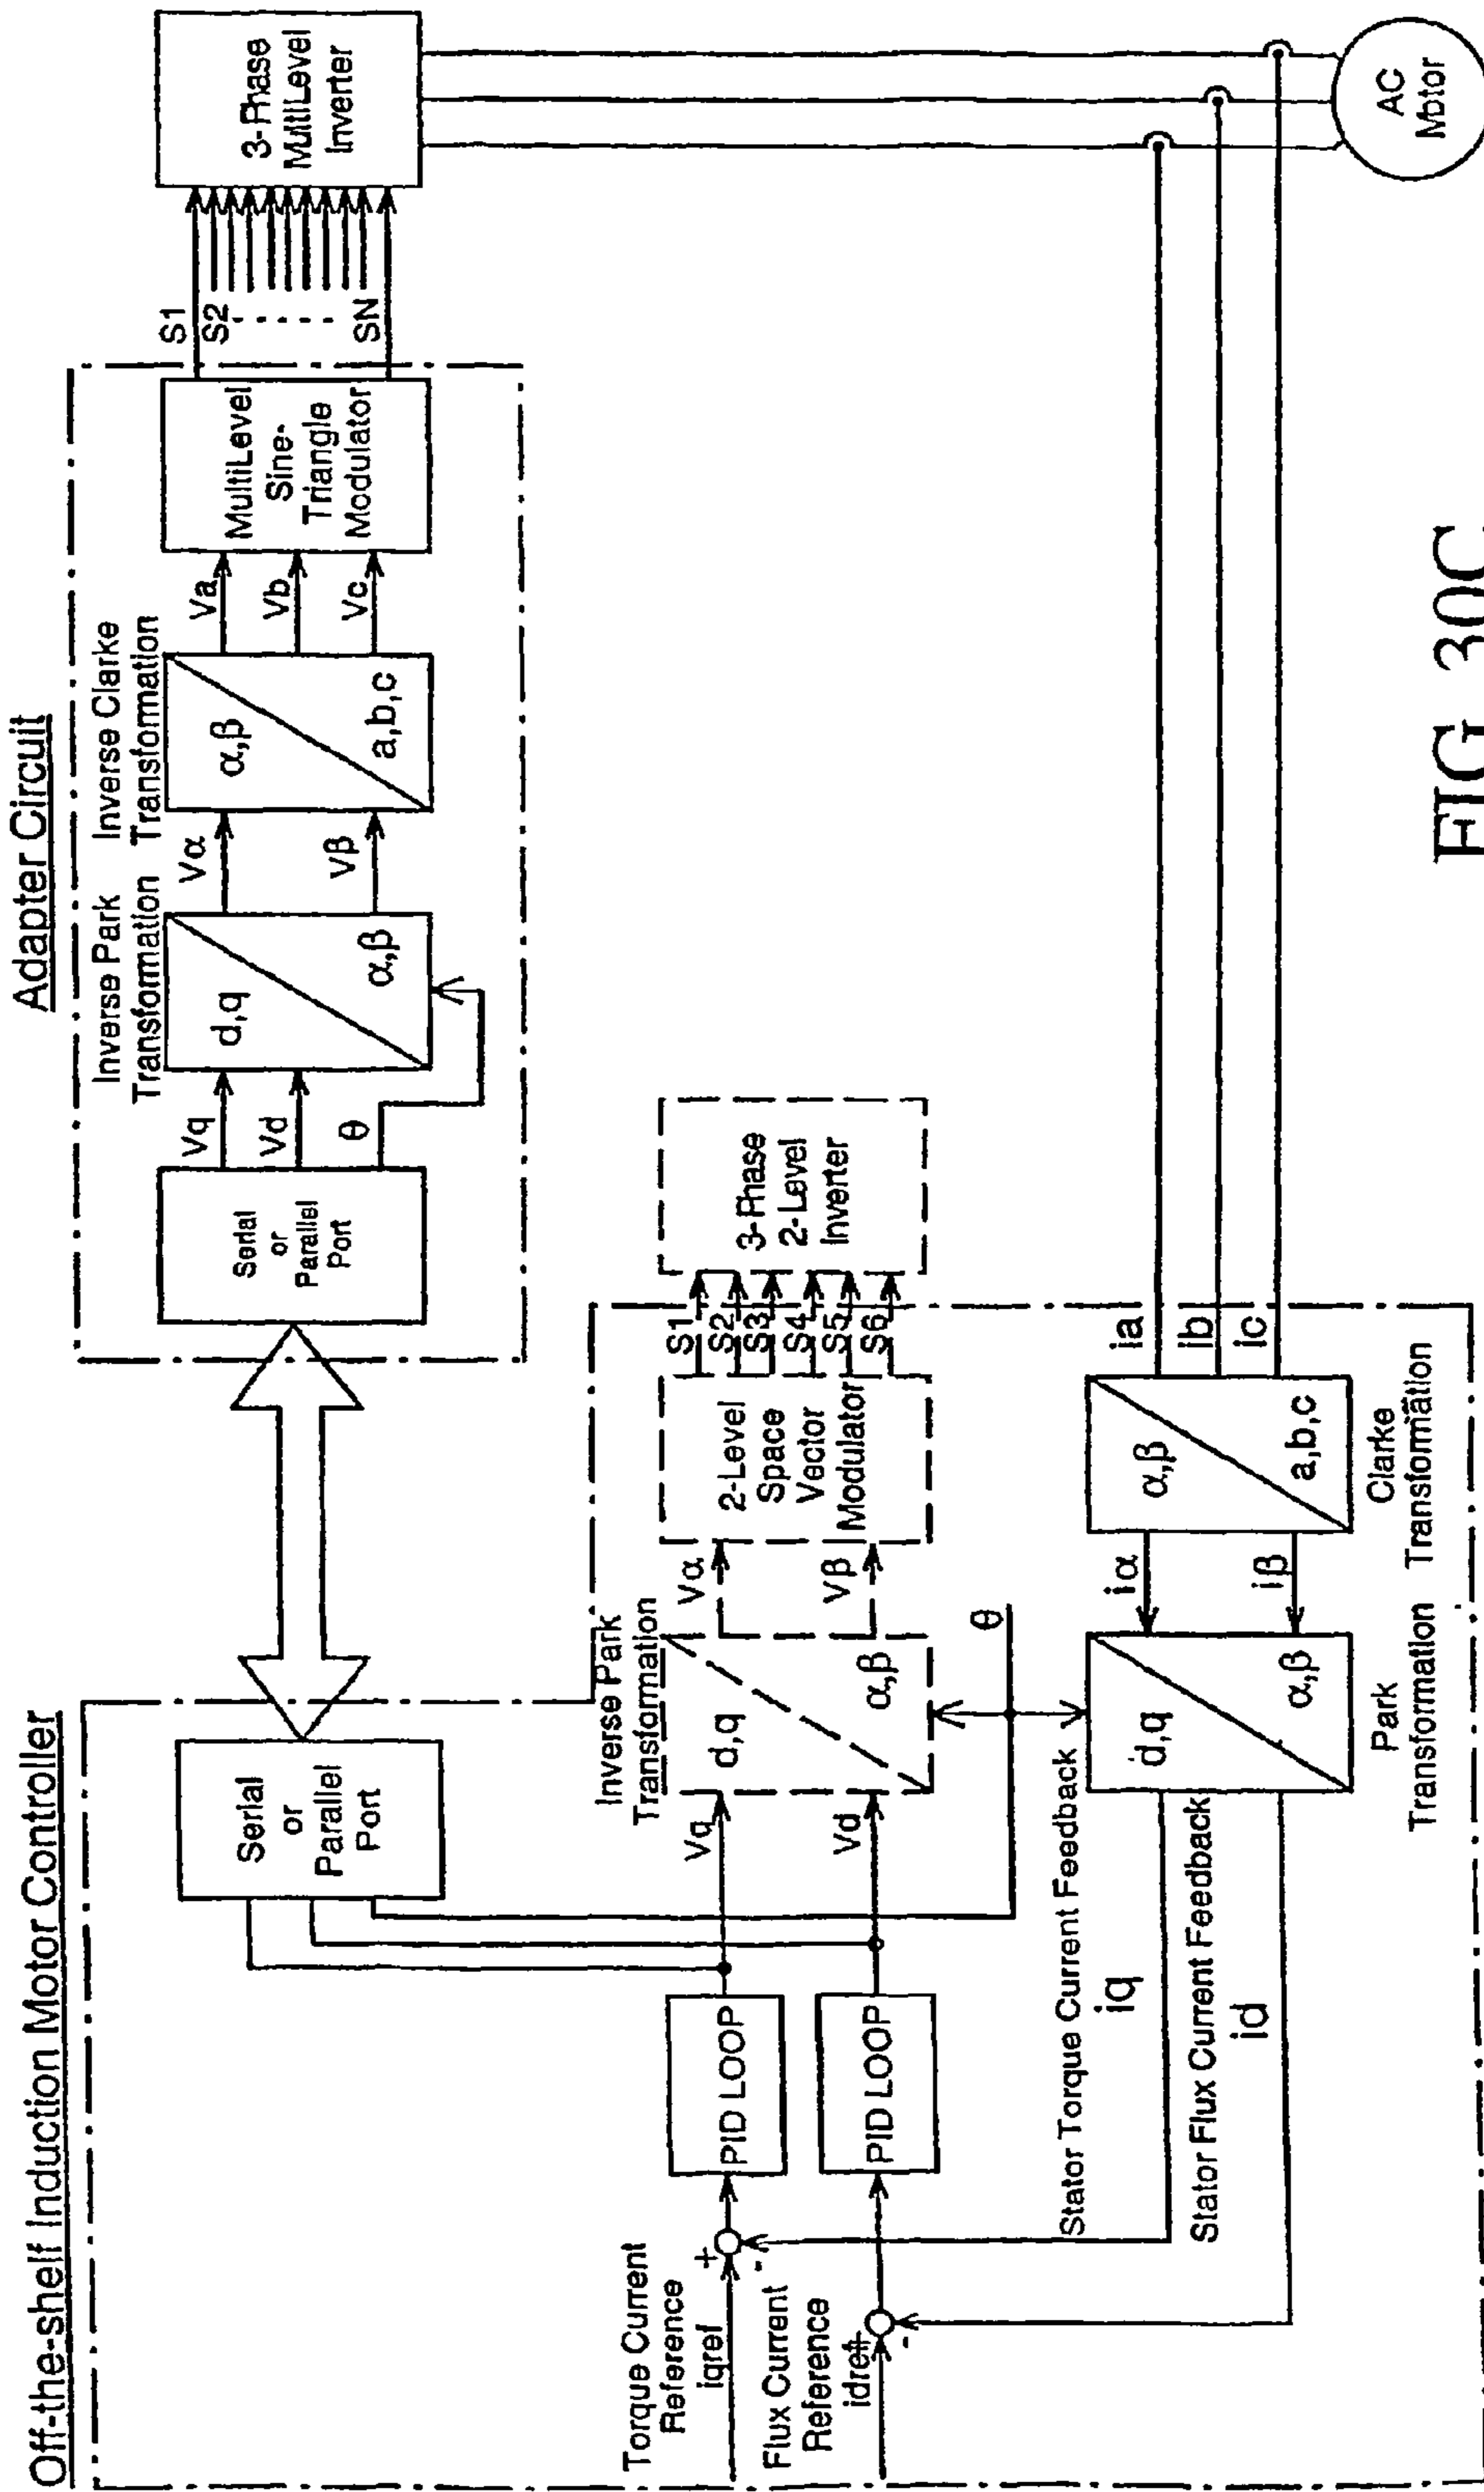 Off-the-shelf Induction Motor Controller
Adapter Circuit
Serial
or
Parallel
Port
Serial
or
Parallel
Port
Vq
Vd
θ
Inverse Park
Transformation
d,q
α,β
Vα
Vβ
Inverse Clarke
Transformation
α,β
a,b,c
Va
Vb
Vc
MultiLevel
Sine-
Triangle
Modulator
S1
S2
SN
3-Phase
MultiLevel
Inverter
Torque Current
Reference
iqref
+
-
Flux Current
Reference
idref
+
-
PID LOOP
PID LOOP
Vq
Vd
Inverse Park
Transformation
d,q
α,β
Vα
Vβ
θ
2-Level
Space
Vector
Modulator
S1
S2
S3
S4
S5
S6
3-Phase
2-Level
Inverter
Stator Torque Current Feedback
iq
Stator Flux Current Feedback
id
d,q
α,β
Park
Transformation
iα
iβ
α,β
a,b,c
Clarke
Transformation
ia
ib
ic
AC
Motor
FIG 30C